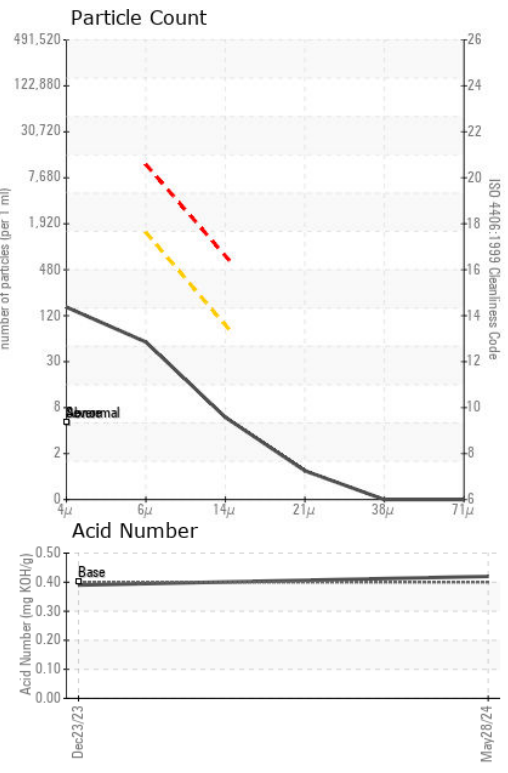 Particle Count
491,520
122,880
30,720
7,680
1,920
480
120
30
8
2
0
26
24
22
20
18
16
14
12
10
8
6
number of particles (per 1 ml)
ISO 4406:1999 Cleanliness Code
Abnormal
4µ
6µ
14µ
21µ
38µ
71µ
Acid Number
0.50
0.40
0.30
0.20
0.10
0.00
Acid Number (mg KOH/g)
Base
Dec23/23
May28/24